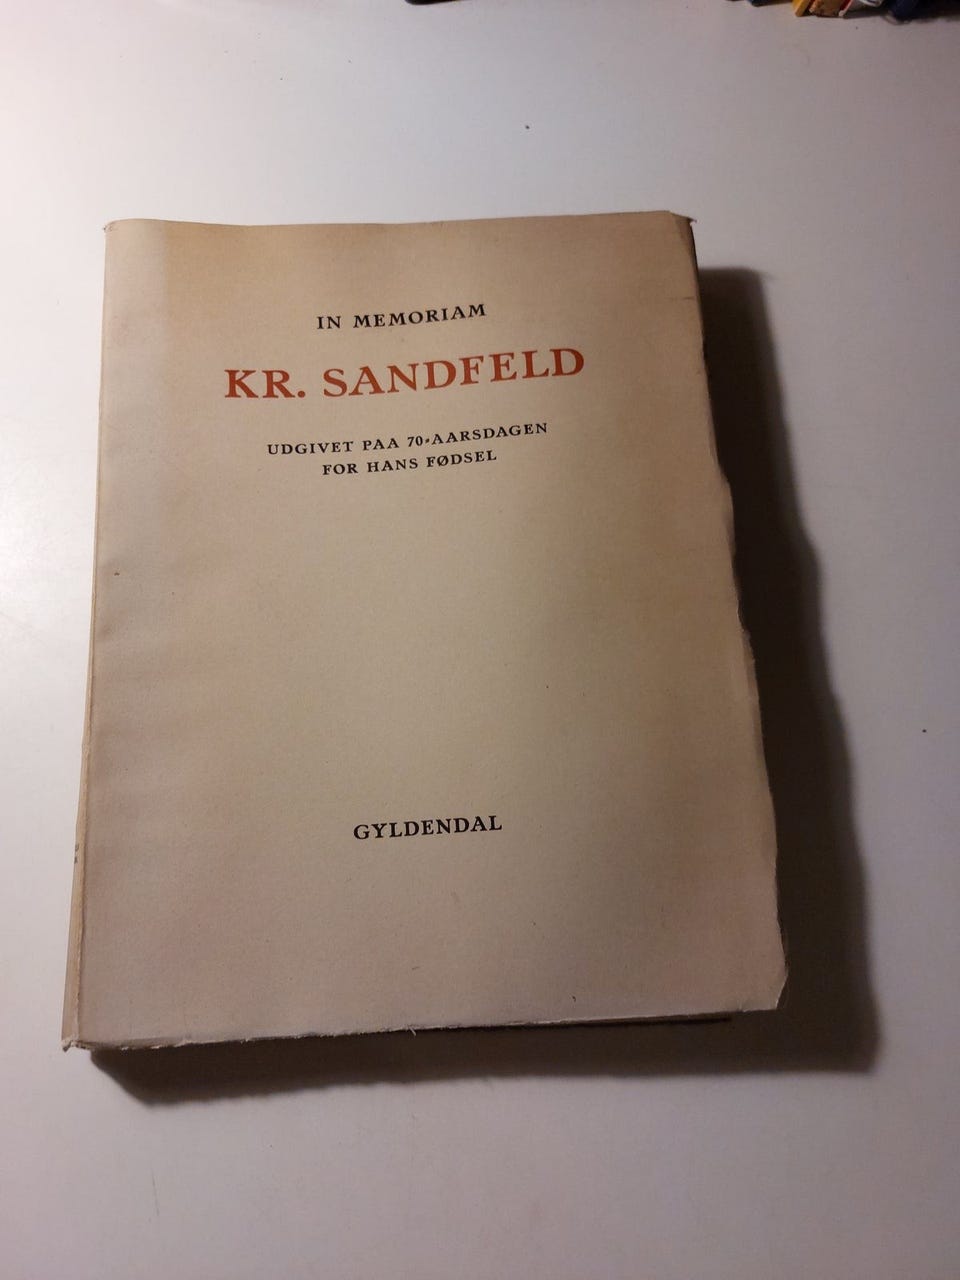 IN MEMORIAM
KR. SANDFELD
UDGIVET PAA 70-AARSDAGEN
FOR HANS FØDSEL
GYLDENDAL